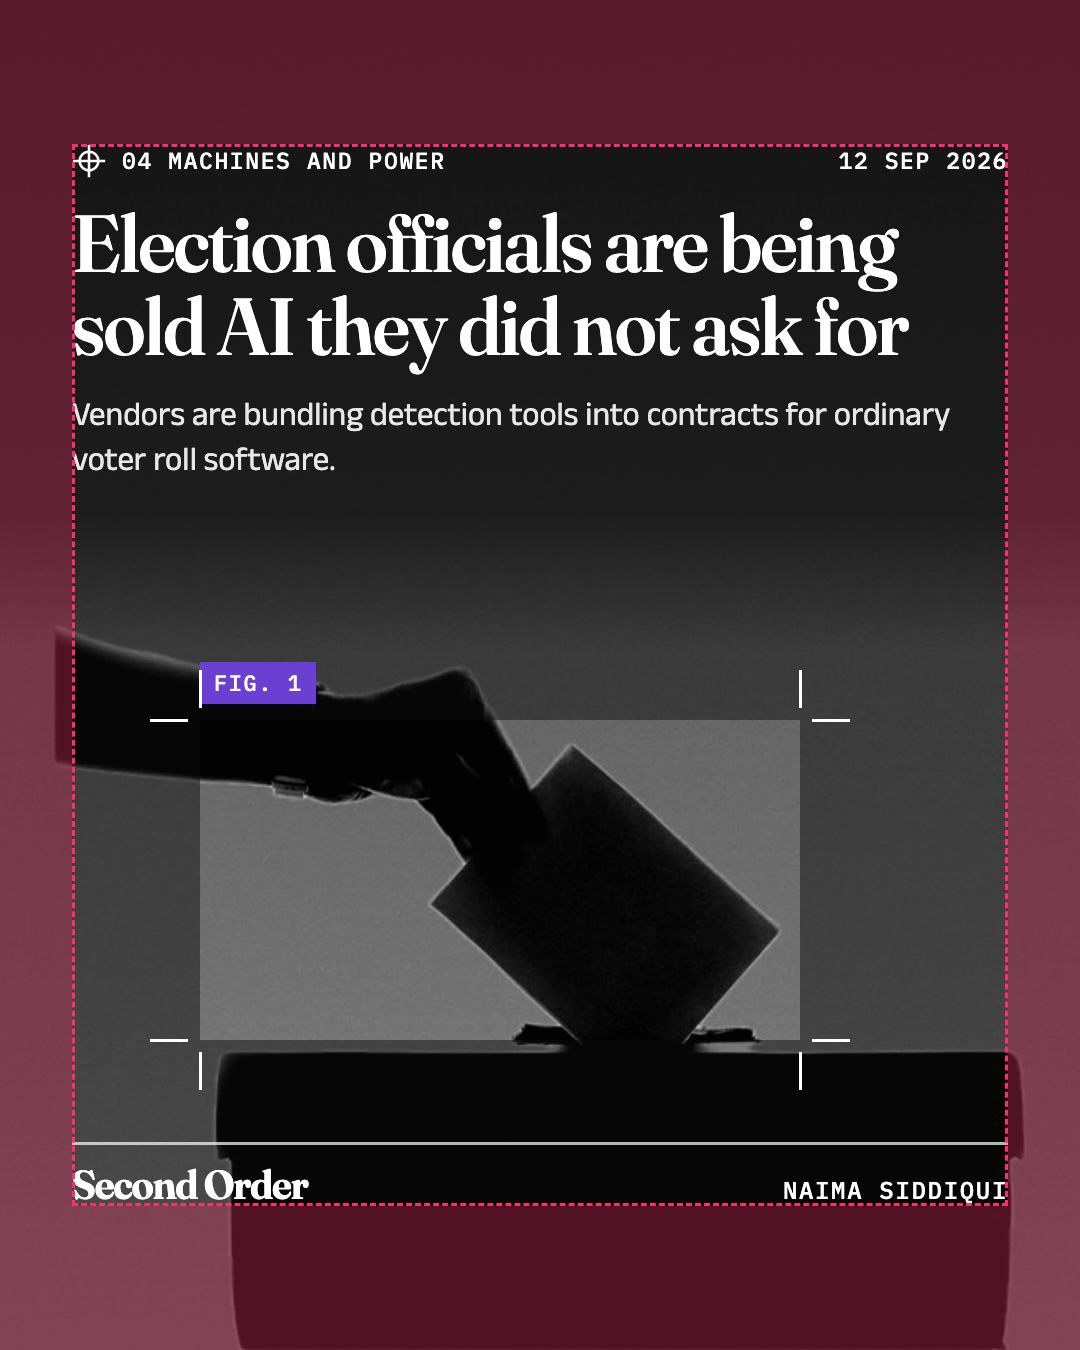 04 MACHINES AND POWER
12 SEP 2026
Election officials are being
sold AI they did not ask for
Vendors are bundling detection tools into contracts for ordinary
voter roll software.
FIG. 1
Second Order
NAIMA SIDDIQUI